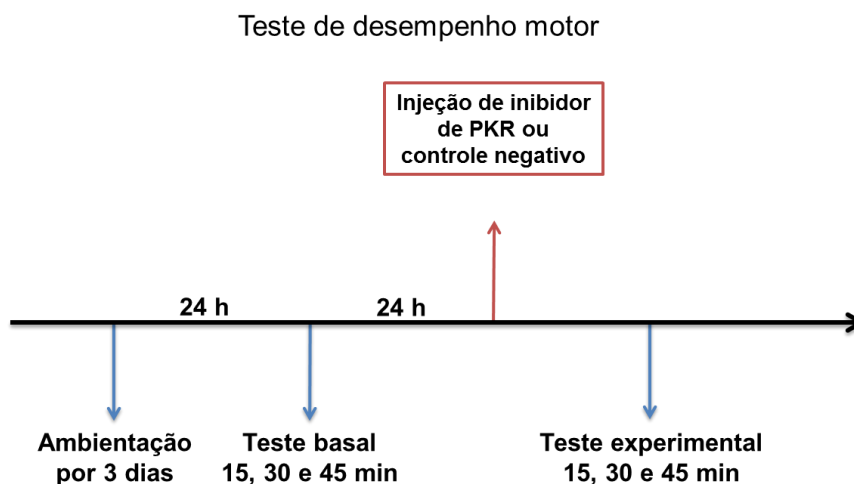 Teste de desempenho motor
Injeção de inibidor
de PKR ou
controle negativo
24 h
24 h
Ambientação
por 3 dias
Teste basal
15, 30 e 45 min
Teste experimental
15, 30 e 45 min